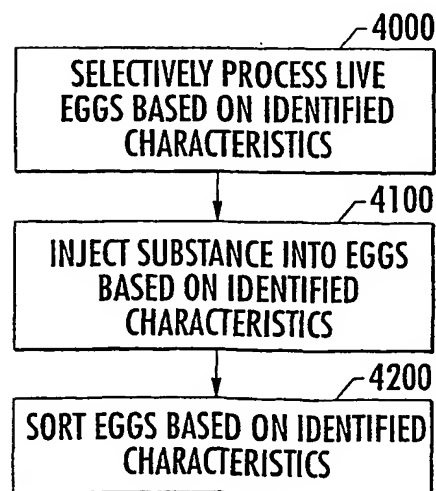 4000
SELECTIVELY PROCESS LIVE
EGGS BASED ON IDENTIFIED
CHARACTERISTICS
4100
INJECT SUBSTANCE INTO EGGS
BASED ON IDENTIFIED
CHARACTERISTICS
4200
SORT EGGS BASED ON IDENTIFIED
CHARACTERISTICS